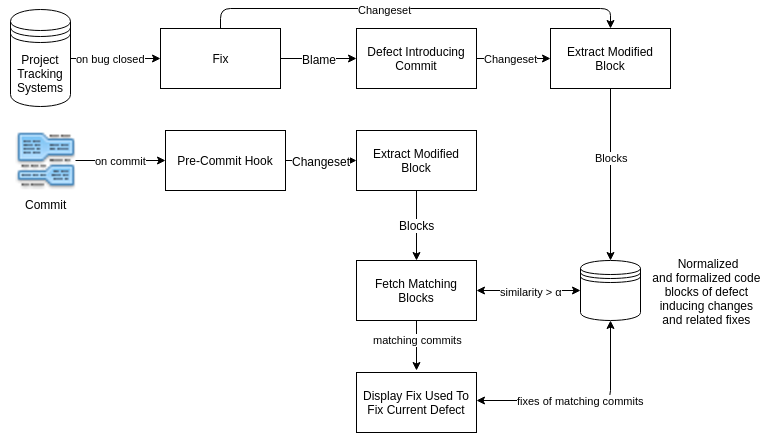 Changeset
Project
Tracking
Systems
on bug closed
Fix
Blame
Defect Introducing
Commit
Changeset
Extract Modified
Block
Commit
on commit
Pre-Commit Hook
Changeset
Extract Modified
Block
Blocks
Blocks
Fetch Matching
Blocks
similarity > α
Normalized
and formalized code
blocks of defect
inducing changes
and related fixes
matching commits
Display Fix Used To
Fix Current Defect
fixes of matching commits